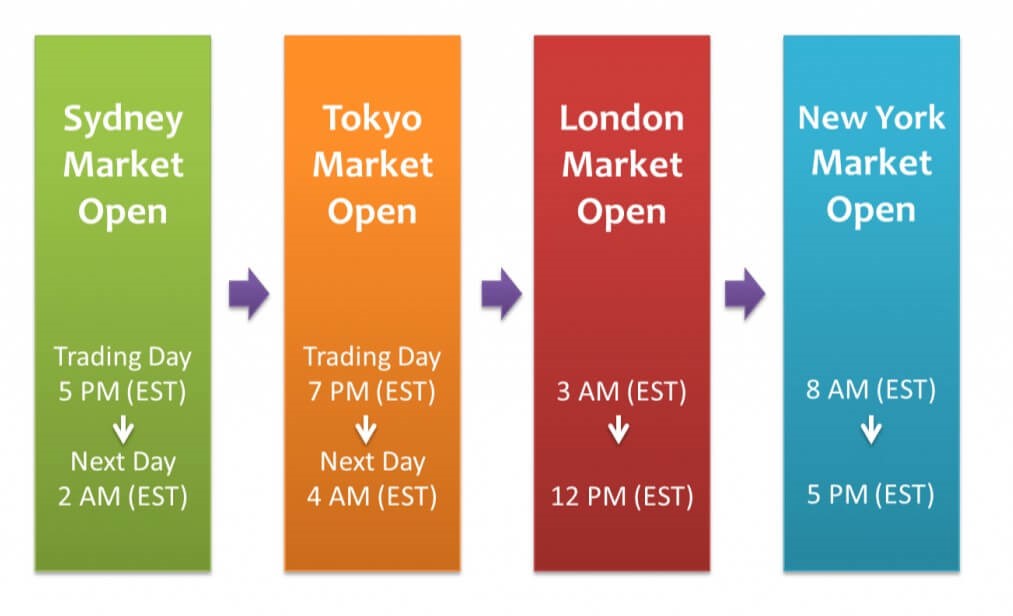 Sydney
Market
Open
Trading Day
5 PM (EST)
Next Day
2 AM (EST)
Tokyo
Market
Open
Trading Day
7 PM (EST)
Next Day
4 AM (EST)
London
Market
Open
3 AM (EST)
12 PM (EST)
New York
Market
Open
8 AM (EST)
5 PM (EST)